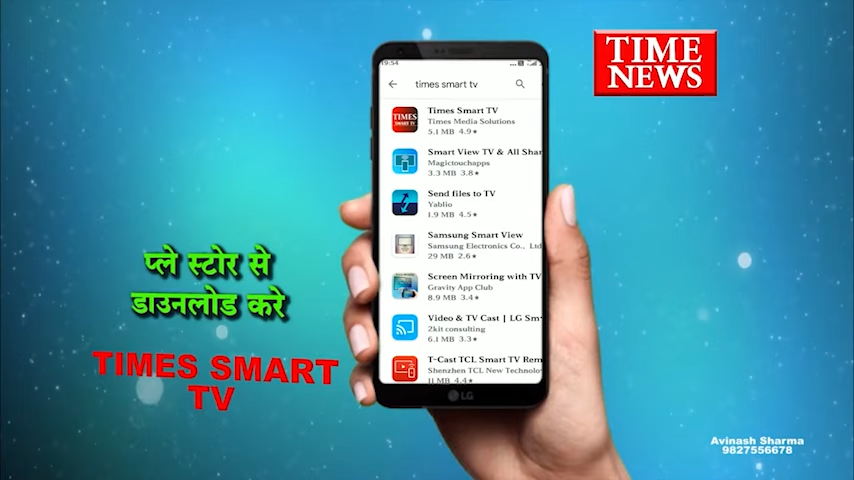 TIME
NEWS
19:54
times smart tv
Times Smart TV
Times Media Solutions
5.1 MB 4.9★
Smart View TV & All Shar
Magictouchapps
3.3 MB 3.8★
Send files to TV
Yablio
1.9 MB 4.5★
Samsung Smart View
Samsung Electronics Co., Ltd
29 MB 2.6★
Screen Mirroring with TV
Gravity App Club
8.9 MB 3.4★
Video & TV Cast | LG Sm
2kit consulting
6.1 MB 3.3★
T-Cast TCL Smart TV Rem
Shenzhen TCL New Technolo
11 MB 4.4★
LG
प्ले स्टोर से
डाउनलोड करे
TIMES SMART
TV
Avinash Sharma
9827556678